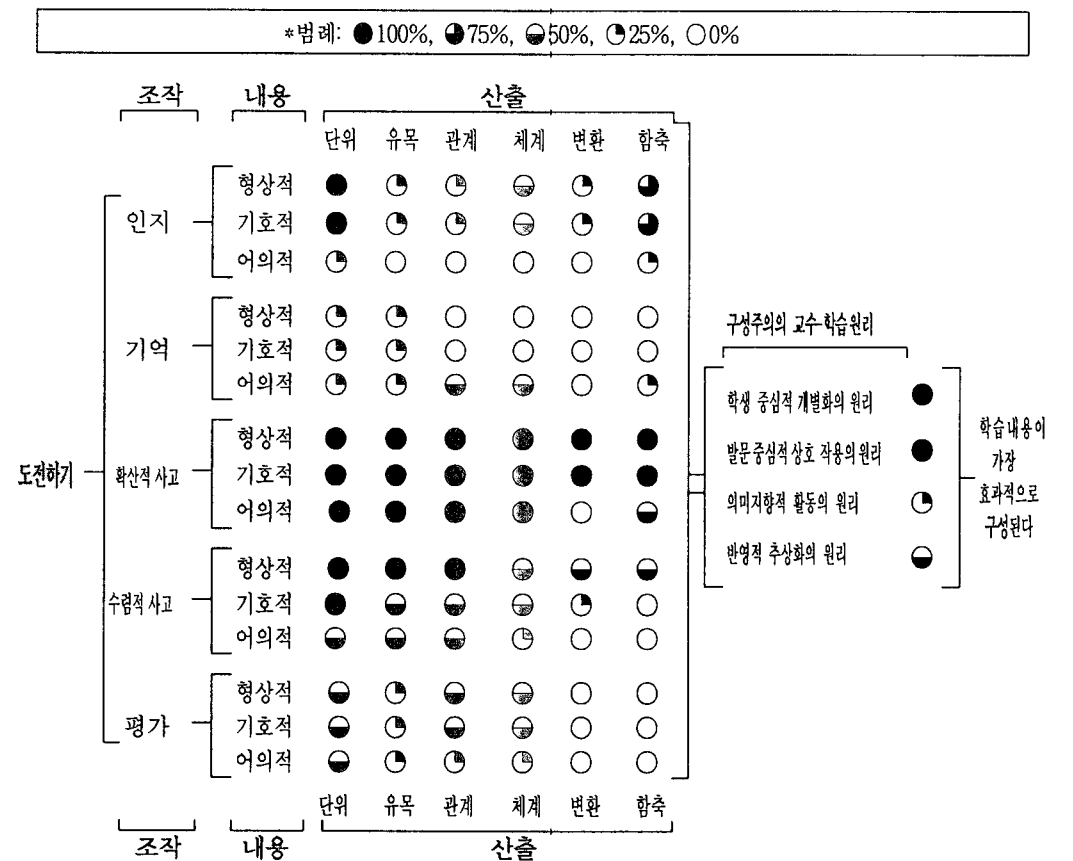 *범례: ●100%, ◕75%, ◒50%, ◔25%, ○0%
조작 내용 산출
단위 유목 관계 체계 변환 함축
도전하기
인지
형상적
기호적
어의적
기억
형상적
기호적
어의적
확산적 사고
형상적
기호적
어의적
수렴적 사고
형상적
기호적
어의적
평가
형상적
기호적
어의적
단위 유목 관계 체계 변환 함축
조작 내용 산출
구성주의의 교수·학습 원리
학생 중심적 개별화의 원리
발문 중심적 상호 작용의 원리
의미지향적 활동의 원리
반영적 추상화의 원리
학습내용이
가장
효과적으로
구성된다